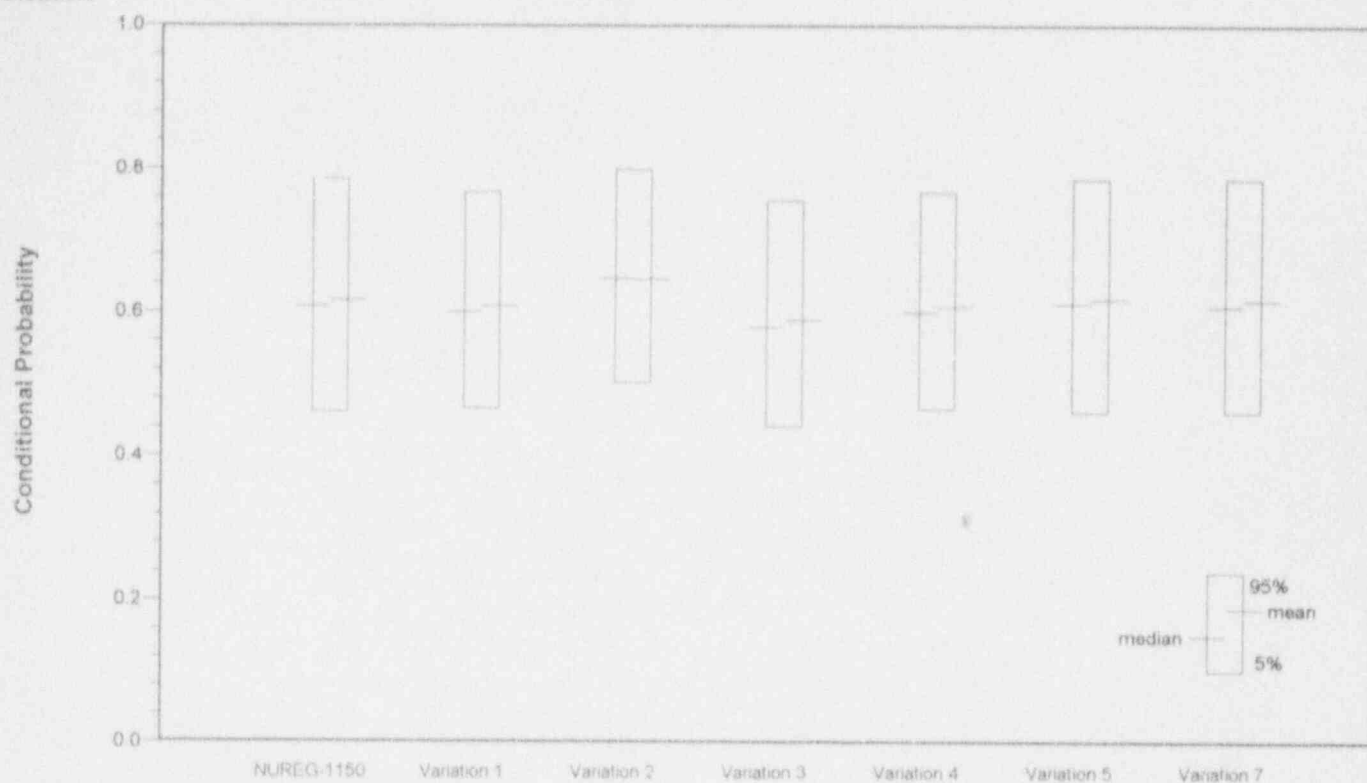 1.0
0.8
0.6
0.4
0.2
0.0
Conditional Probability
95%
mean
median
5%
NUREG-1150 Variation 1 Variation 2 Variation 3 Variation 4 Variation 5 Variation 7